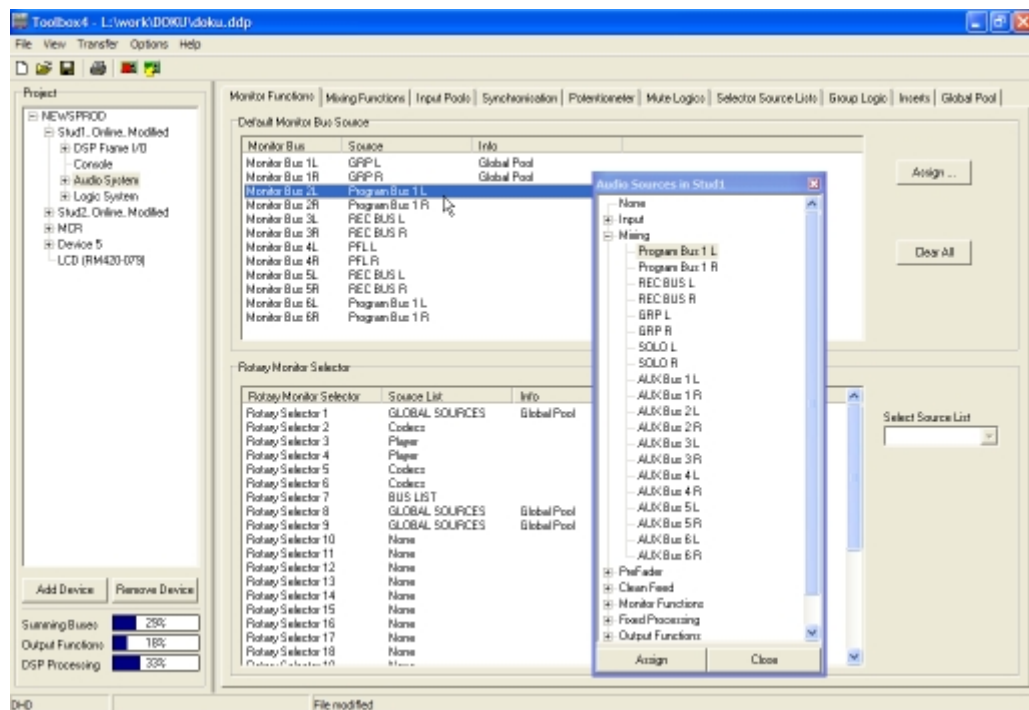 Toolbox4 - L:\work\DOKU\doku.ddp
File View Transfer Options Help
Project
NEWSPROD
Stud1, Online, Modified
DSP Frame I/O
Console
Audio System
Logic System
Stud2, Online, Modified
MCR
Device 5
LCD (RM420-079)
Add Device Remove Device
Summing Buses 29%
Output Functions 18%
DSP Processing 33%
Monitor Functions Mixing Functions Input Pools Synchronisation Potentiometer Mute Logics Selector Source Lists Group Logic Inserts Global Pool
Default Monitor Bus Source
Monitor Bus Source Info
Monitor Bus 1L GRP L Global Pool
Monitor Bus 1R GRP R Global Pool
Monitor Bus 2L Program Bus 1 L
Monitor Bus 2R Program Bus 1 R
Monitor Bus 3L REC BUS L
Monitor Bus 3R REC BUS R
Monitor Bus 4L PFL L
Monitor Bus 4R PFL R
Monitor Bus 5L REC BUS L
Monitor Bus 5R REC BUS R
Monitor Bus 6L Program Bus 1 L
Monitor Bus 6R Program Bus 1 R
Assign ...
Clear All
Rotary Monitor Selector
Rotary Monitor Selector Source List Info
Rotary Selector 1 GLOBAL SOURCES Global Pool
Rotary Selector 2 Codecs
Rotary Selector 3 Player
Rotary Selector 4 Player
Rotary Selector 5 Codecs
Rotary Selector 6 Codecs
Rotary Selector 7 BUS LIST
Rotary Selector 8 GLOBAL SOURCES Global Pool
Rotary Selector 9 GLOBAL SOURCES Global Pool
Rotary Selector 10 None
Rotary Selector 11 None
Rotary Selector 12 None
Rotary Selector 13 None
Rotary Selector 14 None
Rotary Selector 15 None
Rotary Selector 16 None
Rotary Selector 17 None
Rotary Selector 18 None
Select Source List
Audio Sources in Stud1
None
Input
Mixing
Program Bus 1 L
Program Bus 1 R
REC BUS L
REC BUS R
GRP L
GRP R
SOLO L
SOLO R
AUX Bus 1 L
AUX Bus 1 R
AUX Bus 2 L
AUX Bus 2 R
AUX Bus 3 L
AUX Bus 3 R
AUX Bus 4 L
AUX Bus 4 R
AUX Bus 5 L
AUX Bus 5 R
AUX Bus 6 L
AUX Bus 6 R
PreFader
Clean Feed
Monitor Functions
Fixed Processing
Output Functions
Assign Close
DHD File modified